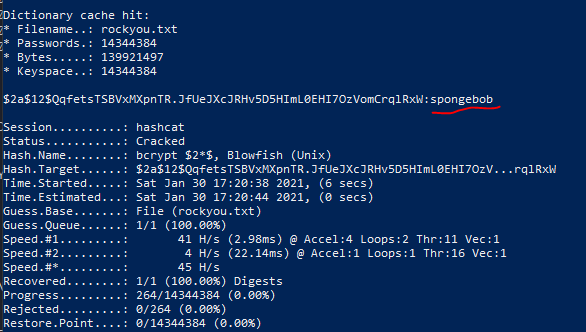 Dictionary cache hit:
* Filename..: rockyou.txt
* Passwords.: 14344384
* Bytes.....: 139921497
* Keyspace..: 14344384
$2a$12$QqfetsTSBVxMXpnTR.JfUeJXcJRHv5D5HImL0EHI7OzVomCrqlRxW:spongebob
Session..........: hashcat
Status...........: Cracked
Hash.Name........: bcrypt $2*$, Blowfish (Unix)
Hash.Target......: $2a$12$QqfetsTSBVxMXpnTR.JfUeJXcJRHv5D5HImL0EHI7OzV...rqlRxW
Time.Started.....: Sat Jan 30 17:20:38 2021, (6 secs)
Time.Estimated...: Sat Jan 30 17:20:44 2021, (0 secs)
Guess.Base.......: File (rockyou.txt)
Guess.Queue......: 1/1 (100.00%)
Speed.#1.........:       41 H/s (2.98ms) @ Accel:4 Loops:2 Thr:11 Vec:1
Speed.#2.........:        4 H/s (22.14ms) @ Accel:1 Loops:1 Thr:16 Vec:1
Speed.#*.........:       45 H/s
Recovered........: 1/1 (100.00%) Digests
Progress.........: 264/14344384 (0.00%)
Rejected.........: 0/264 (0.00%)
Restore.Point....: 0/14344384 (0.00%)